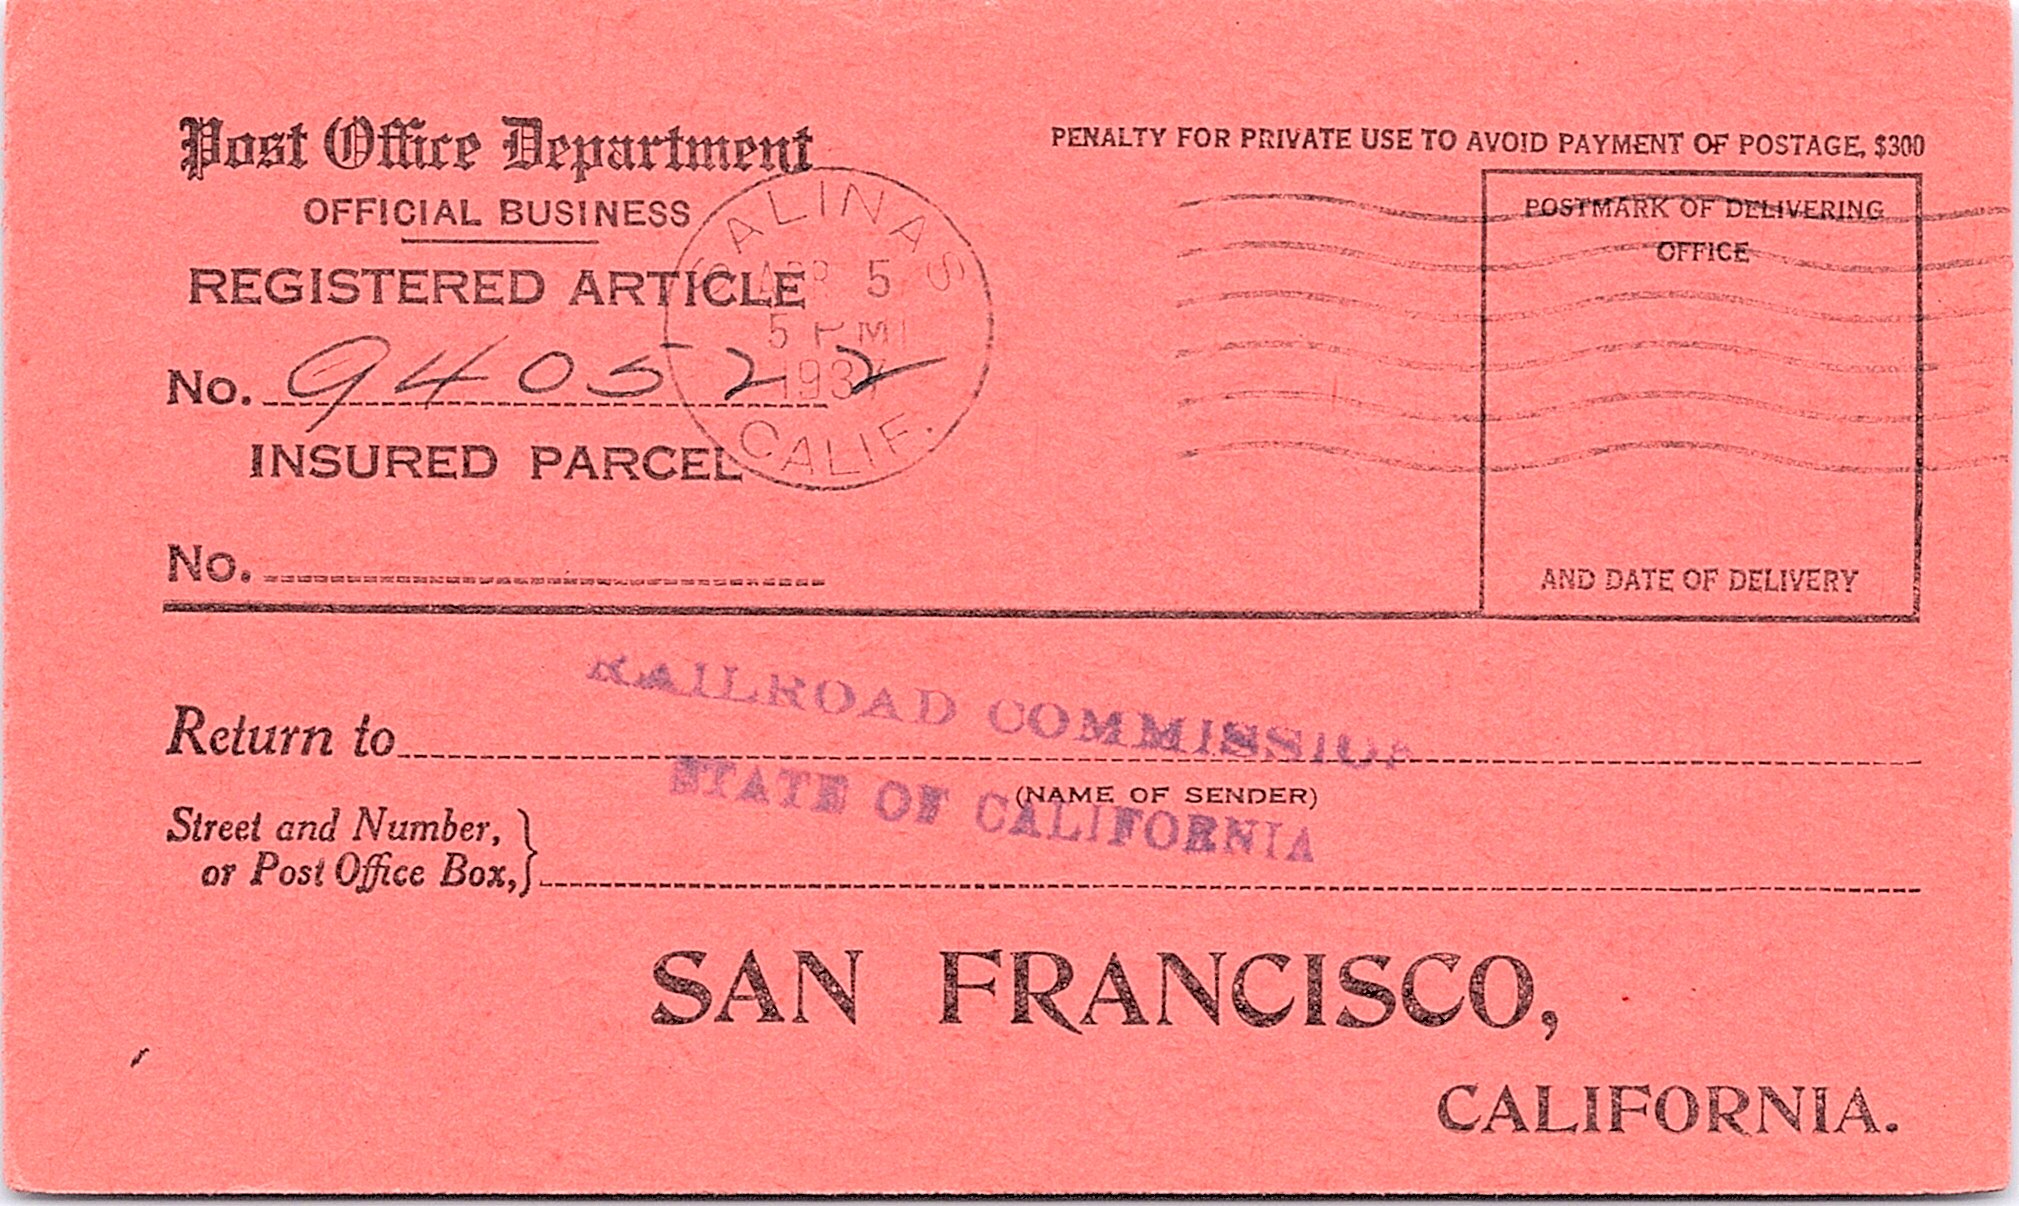 Post Office Department
OFFICIAL BUSINESS
REGISTERED ARTICLE
No. 940522
INSURED PARCEL
No.
PENALTY FOR PRIVATE USE TO AVOID PAYMENT OF POSTAGE, $300
POSTMARK OF DELIVERING
OFFICE
AND DATE OF DELIVERY
SALINAS
APR 5
5 PM
CALIF.
Return to
RAILROAD COMMISSION
(NAME OF SENDER)
STATE OF CALIFORNIA
Street and Number,
or Post Office Box,
SAN FRANCISCO,
CALIFORNIA.